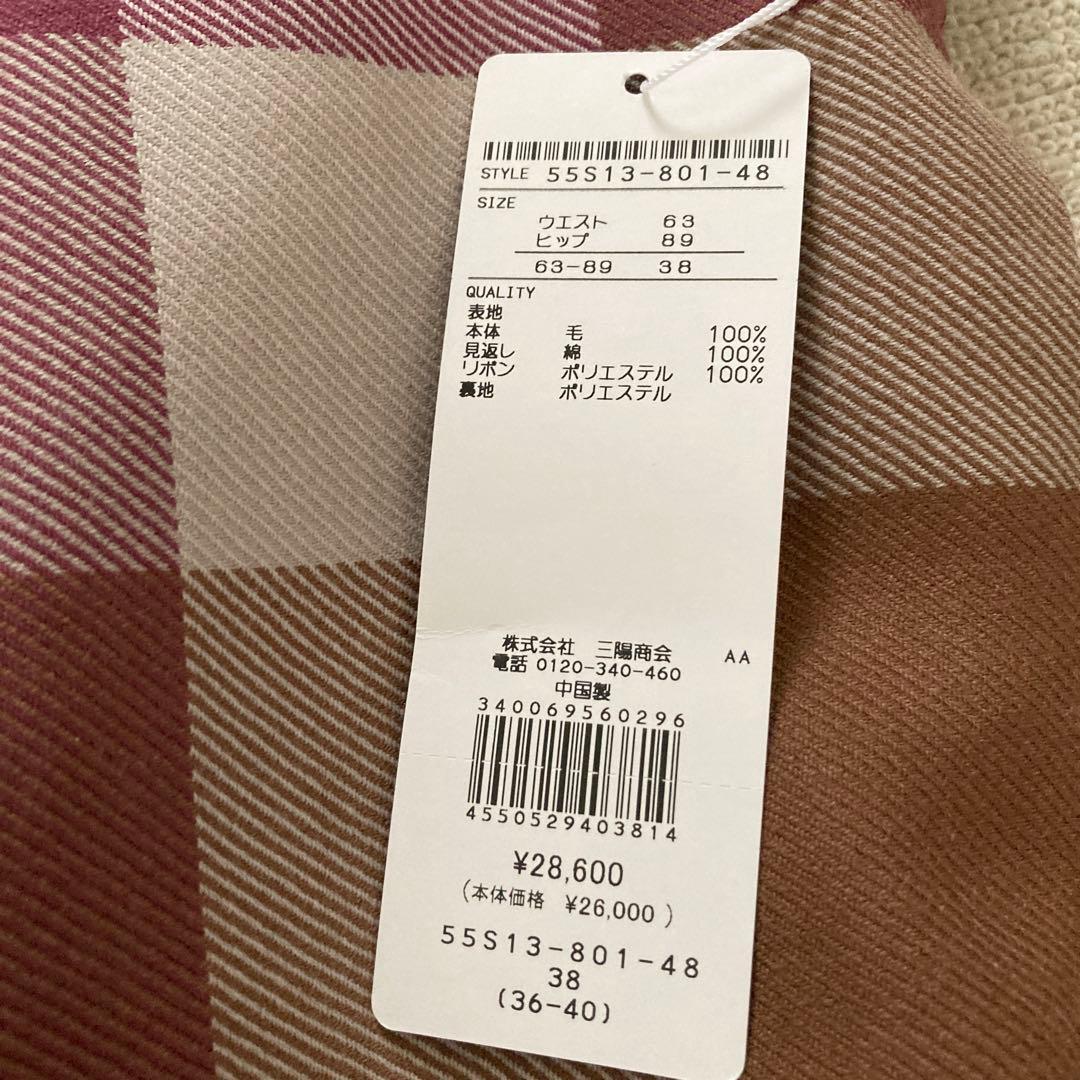 STYLE 55S13-801-48
SIZE
ウエスト 63
ヒップ 89
63-89 38
QUALITY
表地
本体 毛 100%
見返し 綿 100%
リボン ポリエステル 100%
裏地 ポリエステル
株式会社 三陽商会 AA
電話 0120-340-460
中国製
340069560296
4550529403814
¥28,600
(本体価格 ¥26,000)
55S13-801-48
38
(36-40)